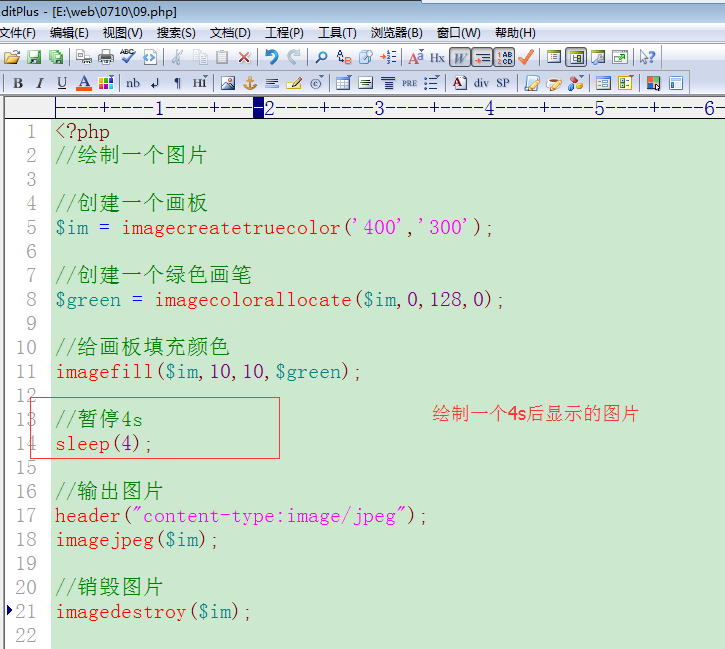 ditPlus - [E:\web\0710\09.php]
文件(F) 编辑(E) 视图(V) 搜索(S) 文档(D) 工程(P) 工具(T) 浏览器(B) 窗口(W) 帮助(H)
B I U A nb ¶ Hi PRE A div SP
----+----1----+----2----+----3----+----4----+----5----+----6--
1 <?php
2 //绘制一个图片
3
4 //创建一个画板
5 $im = imagecreatetruecolor('400','300');
6
7 //创建一个绿色画笔
8 $green = imagecolorallocate($im,0,128,0);
9
10 //给画板填充颜色
11 imagefill($im,10,10,$green);
12
13 //暂停4s
绘制一个4s后显示的图片
14 sleep(4);
15
16 //输出图片
17 header("content-type:image/jpeg");
18 imagejpeg($im);
19
20 //销毁图片
21 imagedestroy($im);
22